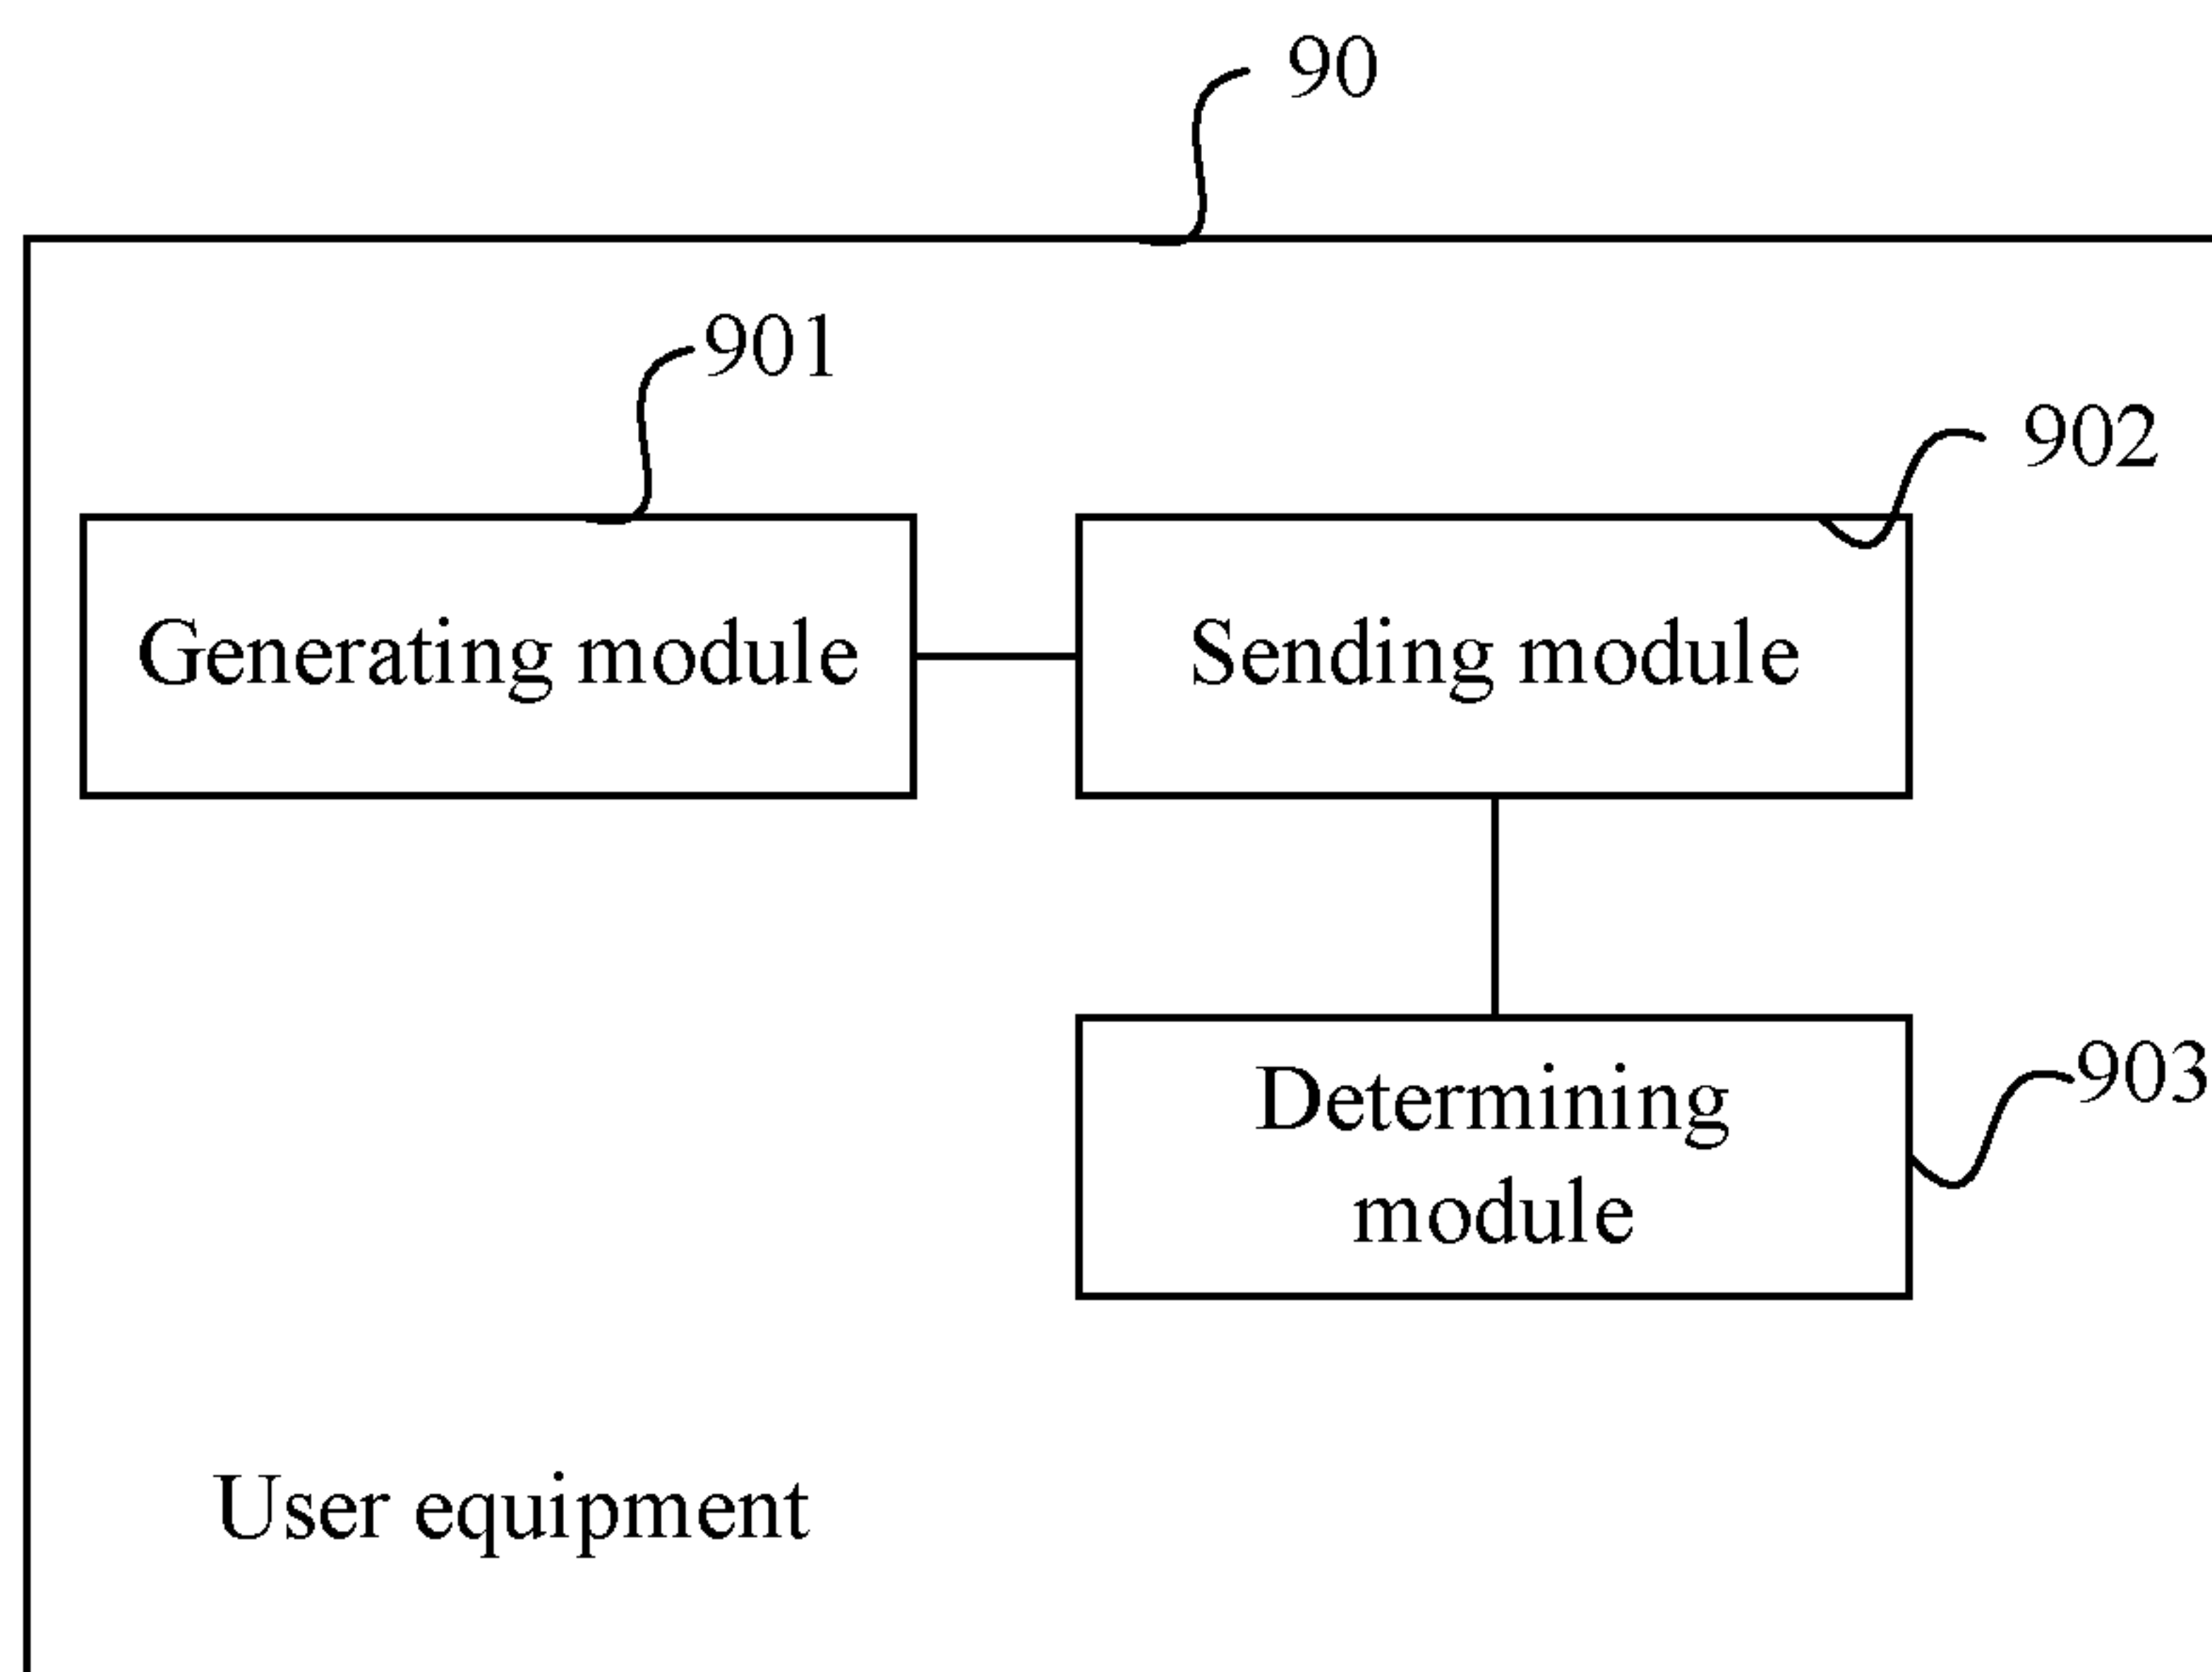 90
901
902
Generating module
Sending module
903
Determining
module
User equipment